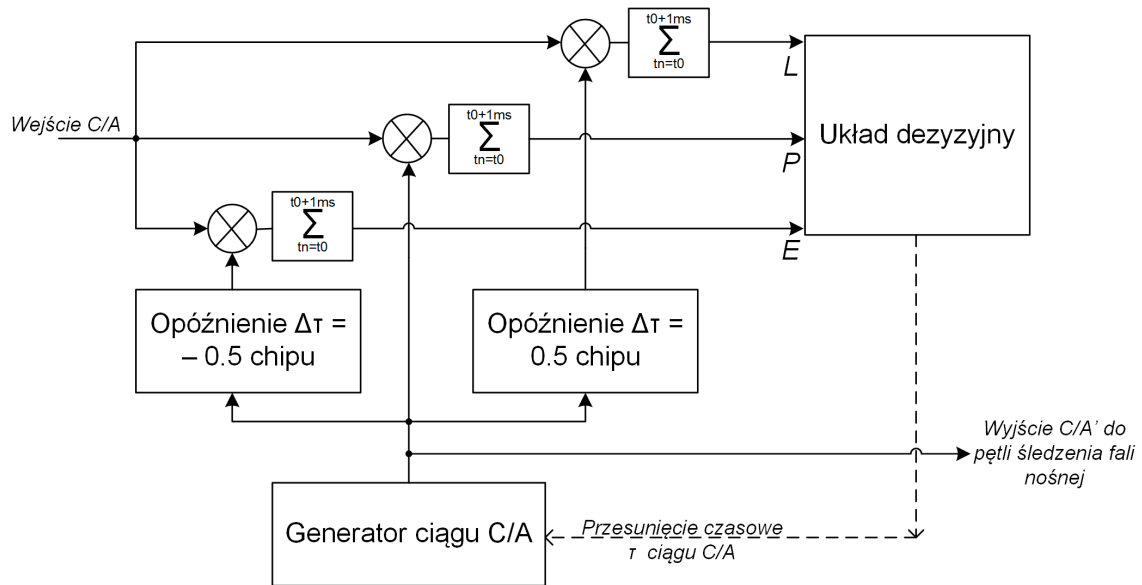 t0+1ms
Σ
tn=t0
L
Wejście C/A
t0+1ms
Σ
tn=t0
P
Układ dezyzyjny
t0+1ms
Σ
tn=t0
E
Opóźnienie Δτ =
– 0.5 chipu
Opóźnienie Δτ =
0.5 chipu
Wyjście C/A' do
pętli śledzenia fali
nośnej
Generator ciągu C/A
Przesunięcie czasowe
τ ciągu C/A